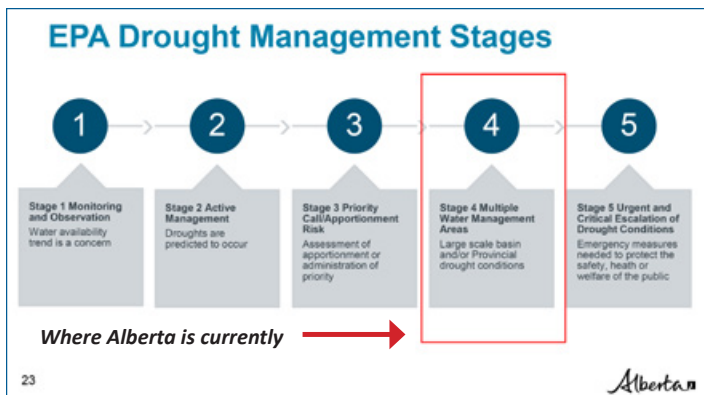 EPA Drought Management Stages
1
2
3
4
5
Stage 1 Monitoring
and Observation
Water availability
trend is a concern
Stage 2 Active
Management
Droughts are
predicted to occur
Stage 3 Priority
Call/Apportionment
Risk
Assessment of
apportionment or
administration of
priority
Stage 4 Multiple
Water Management
Areas
Large scale basin
and/or Provincial
drought conditions
Stage 5 Urgent and
Critical Escalation of
Drought Conditions
Emergency measures
needed to protect the
safety, heath or
welfare of the public
Where Alberta is currently
23
Alberta